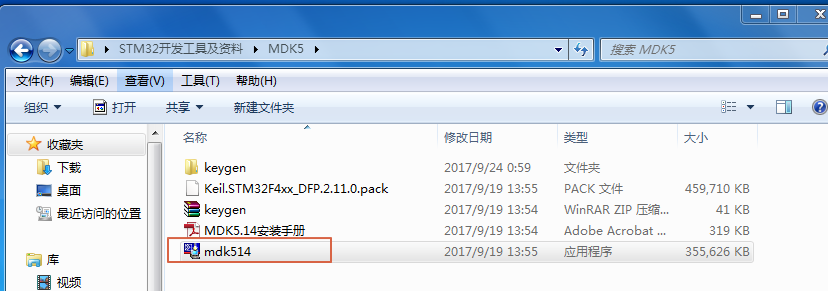 STM32开发工具及资料 MDK5 搜索 MDK5
文件(F) 编辑(E) 查看(V) 工具(T) 帮助(H)
组织 打开 共享 新建文件夹
收藏夹 名称 修改日期 类型 大小
下载 keygen 2017/9/24 0:59 文件夹
桌面 Keil.STM32F4xx_DFP.2.11.0.pack 2017/9/19 13:55 PACK 文件 459,710 KB
最近访问的位置 keygen 2017/9/19 13:54 WinRAR ZIP 压缩... 41 KB
MDK5.14安装手册 2017/9/19 13:54 Adobe Acrobat ... 319 KB
库 mdk514 2017/9/19 13:55 应用程序 355,626 KB
视频